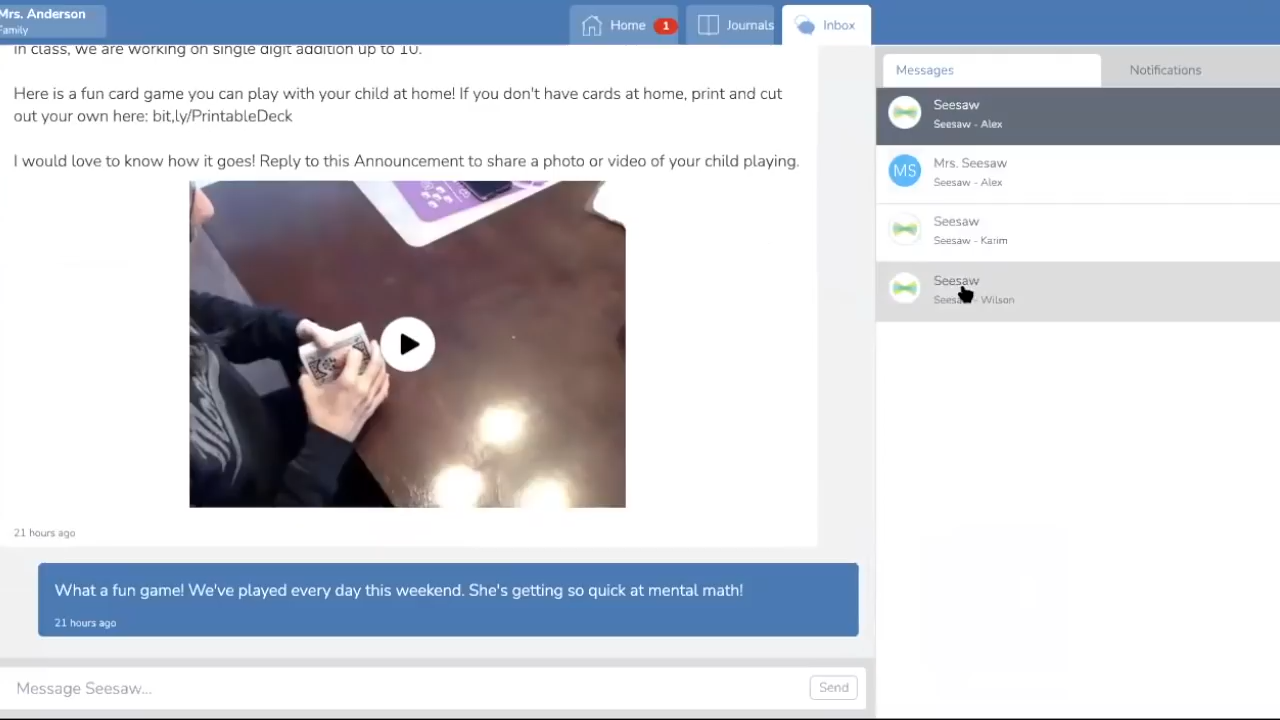 Mrs. Anderson
Family
Home 1
Journals
Inbox
in class, we are working on single digit addition up to 10.
Here is a fun card game you can play with your child at home! If you don't have cards at home, print and cut
out your own here: bit,ly/PrintableDeck
I would love to know how it goes! Reply to this Announcement to share a photo or video of your child playing.
21 hours ago
What a fun game! We've played every day this weekend. She's getting so quick at mental math!
21 hours ago
Message Seesaw...
Send
Messages
Notifications
Seesaw
Seesaw - Alex
MS
Mrs. Seesaw
Seesaw - Alex
Seesaw
Seesaw - Karim
Seesaw
Seesaw - Wilson